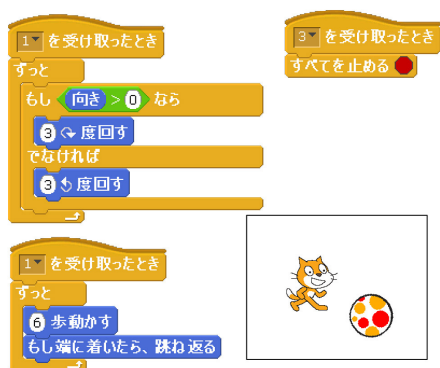 1 を受け取ったとき
ずっと
もし 向き > 0 なら
3 度回す
でなければ
3 度回す
1 を受け取ったとき
ずっと
6 歩動かす
もし端に着いたら、跳ね返る
3 を受け取ったとき
すべてを止める